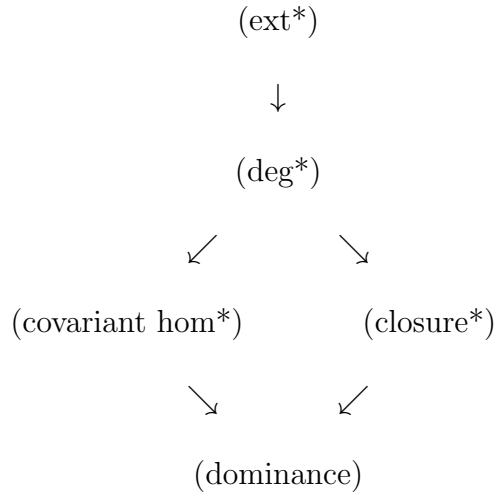 (ext*)
↓
(deg*)
↙ ↘
(covariant hom*) (closure*)
↘ ↙
(dominance)